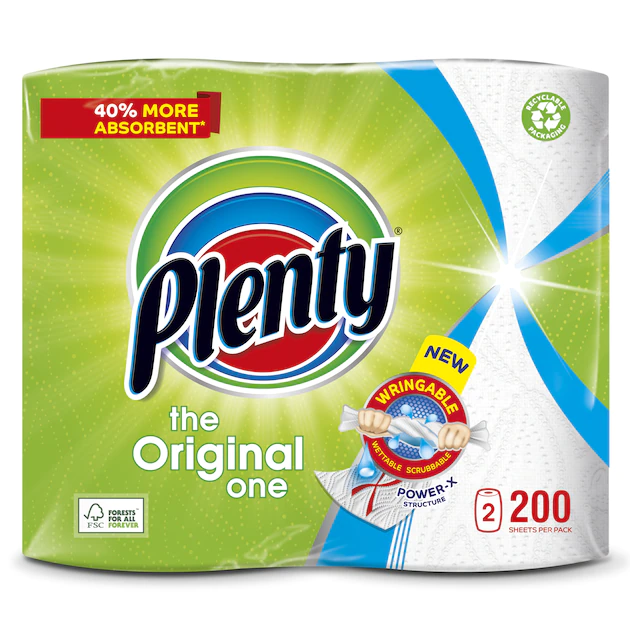 40% MORE
ABSORBENT*
RECYCLABLE
PACKAGING
Plenty®
the
Original
one
NEW
WRINGABLE
WETTABLE SCRUBBABLE
POWER-X
STRUCTURE
FSC
FORESTS™
FOR ALL
FOREVER
2 200
SHEETS PER PACK